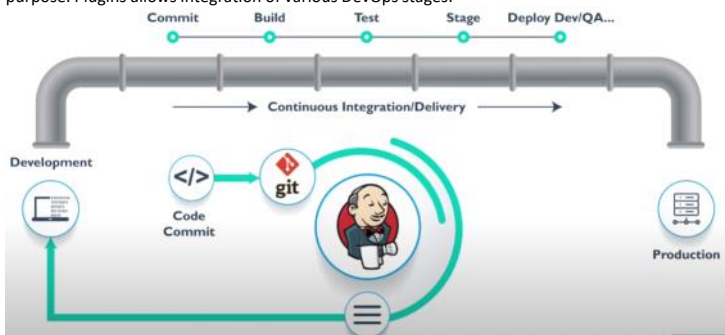 purpose. Plugins allows integration of various DevOps stages.
Commit Build Test Stage Deploy Dev/QA...
Continuous Integration/Delivery
Development
</>
git
Code
Commit
Production